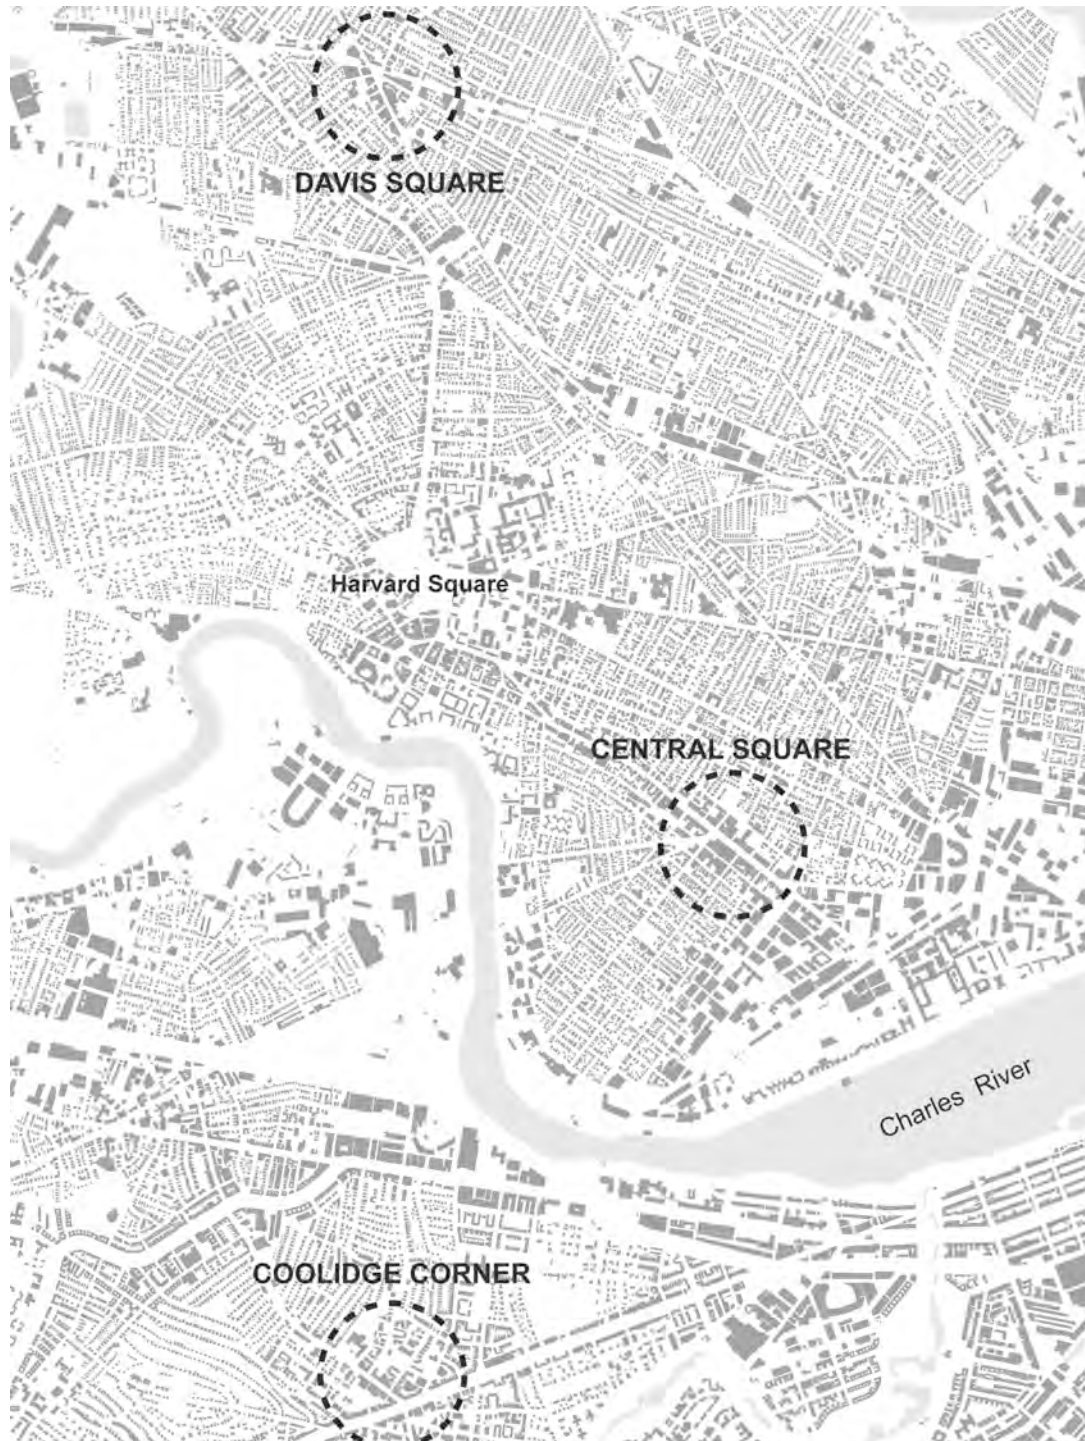 DAVIS SQUARE
Harvard Square
CENTRAL SQUARE
Charles River
COOLIDGE CORNER